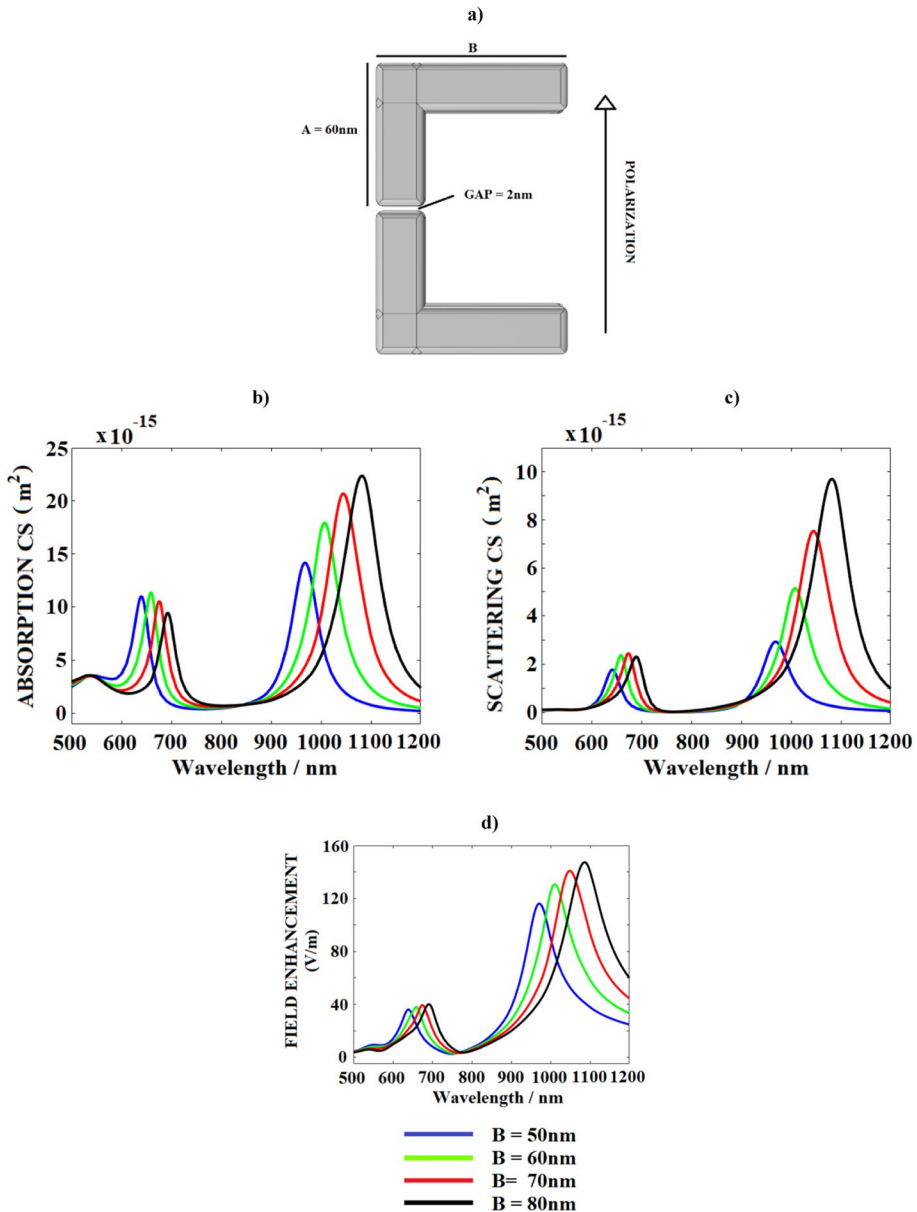 a)
B
A = 60nm
GAP = 2nm
POLARIZATION
b)
x 10^-15
ABSORPTION CS ( m^2)
25
20
15
10
5
0
500 600 700 800 900 1000 1100 1200
Wavelength / nm
c)
x 10^-15
SCATTERING CS ( m^2)
10
8
6
4
2
0
500 600 700 800 900 1000 1100 1200
Wavelength / nm
d)
FIELD ENHANCEMENT
(V/m)
160
120
80
40
0
500 600 700 800 900 1000 1100 1200
Wavelength / nm
B = 50nm
B = 60nm
B= 70nm
B = 80nm